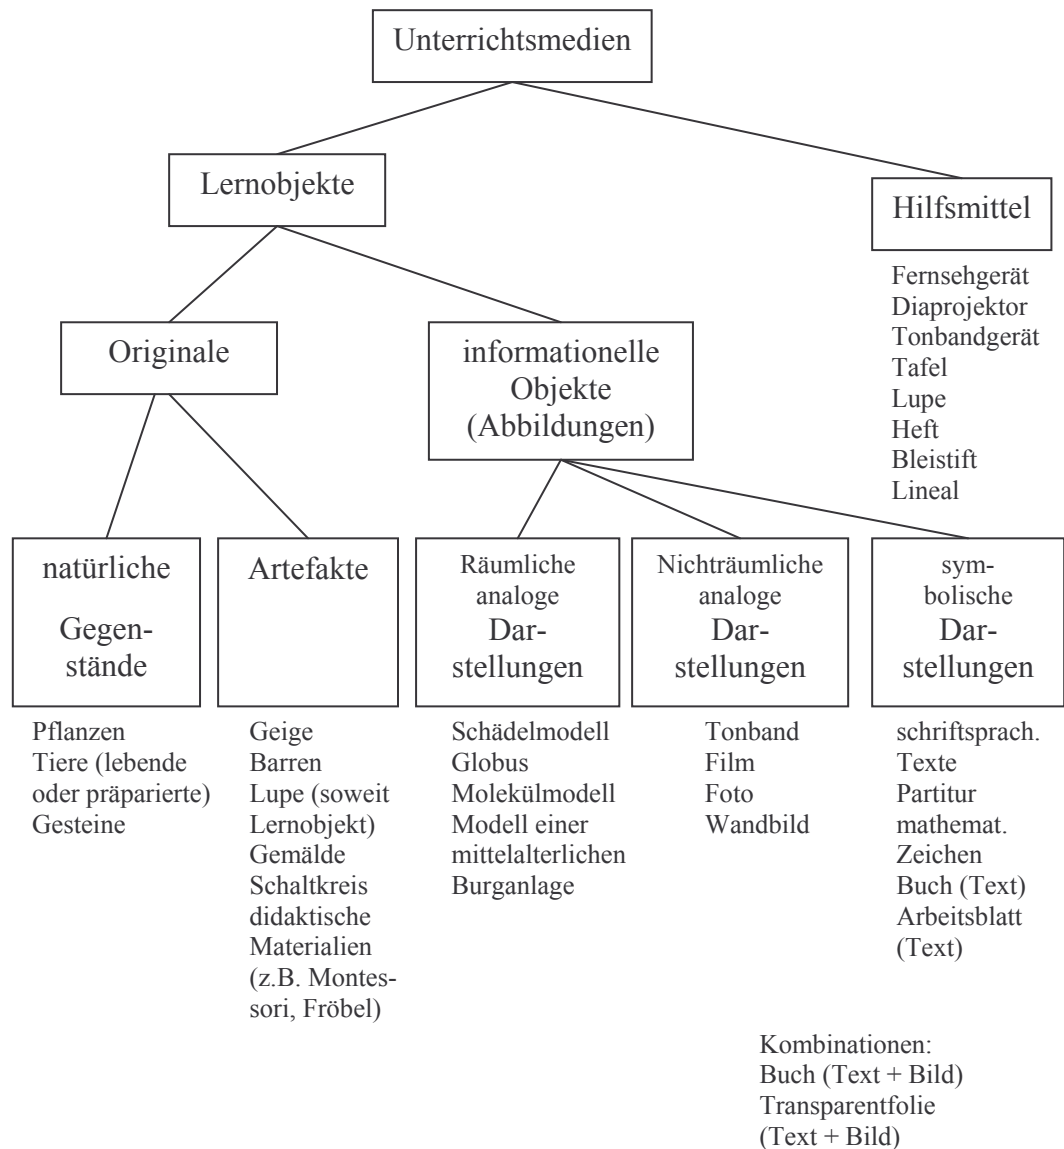 Unterrichtsmedien
Lernobjekte
Hilfsmittel
Fernsehgerät
Diaprojektor
Tonbandgerät
Tafel
Lupe
Heft
Bleistift
Lineal
Originale
informationelle
Objekte
(Abbildungen)
natürliche
Gegen-
stände
Pflanzen
Tiere (lebende
oder präparierte)
Gesteine
Artefakte
Geige
Barren
Lupe (soweit
Lernobjekt)
Gemälde
Schaltkreis
didaktische
Materialien
(z.B. Montes-
sori, Fröbel)
Räumliche
analoge
Dar-
stellungen
Schädelmodell
Globus
Molekülmodell
Modell einer
mittelalterlichen
Burganlage
Nichträumliche
analoge
Dar-
stellungen
Tonband
Film
Foto
Wandbild
sym-
bolische
Dar-
stellungen
schriftsprach.
Texte
Partitur
mathemat.
Zeichen
Buch (Text)
Arbeitsblatt
(Text)
Kombinationen:
Buch (Text + Bild)
Transparentfolie
(Text + Bild)